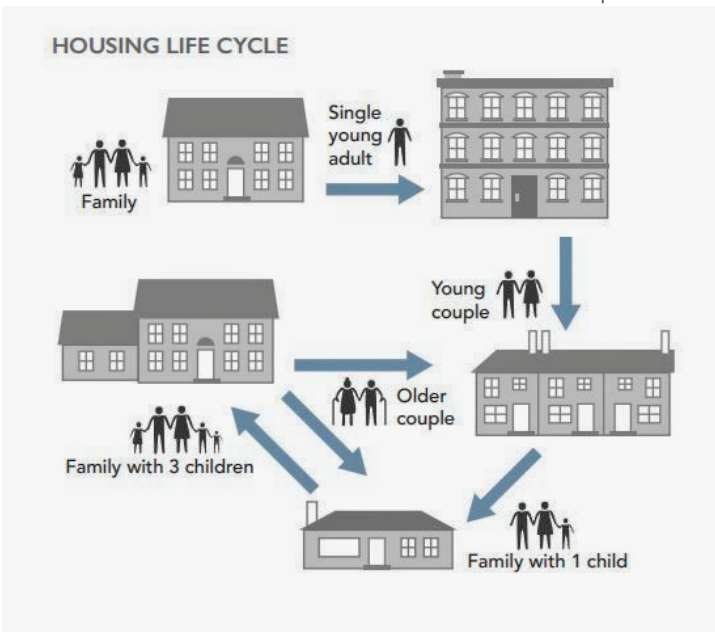 HOUSING LIFE CYCLE
Single
young
adult
Family
Young
couple
Older
couple
Family with 3 children
Family with 1 child